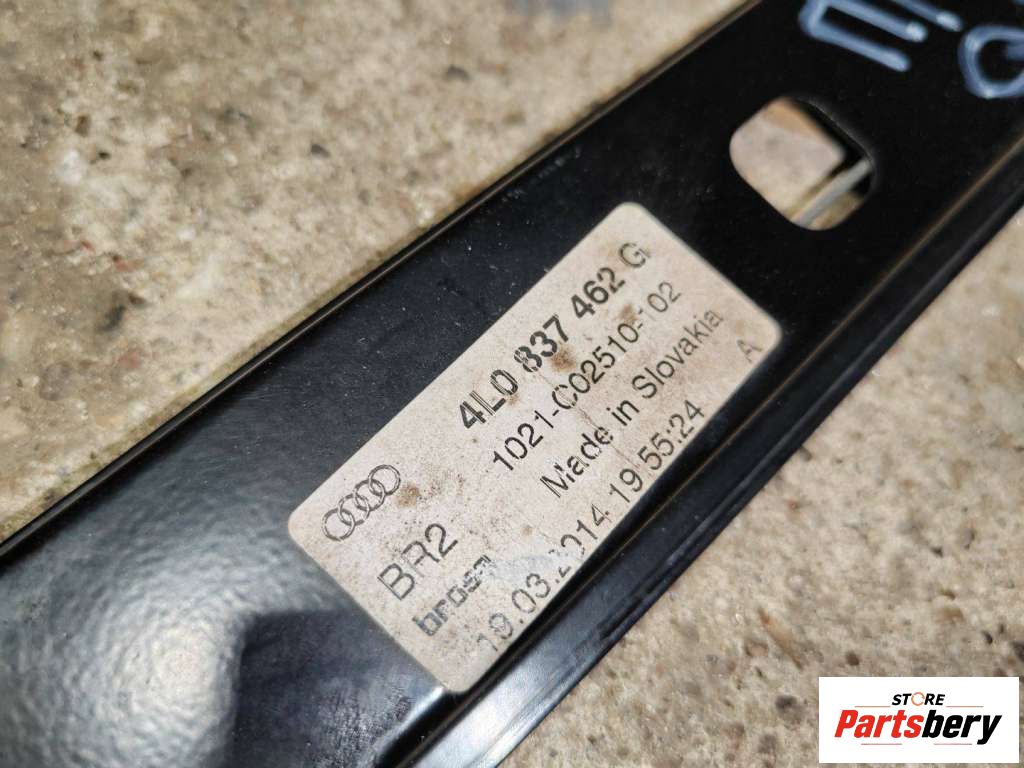 4L0 837 462 G
1021-C02510-102
BR2
Made in Slovakia
brose
A
19.03.2014 19:55:24
STORE
Partsbery